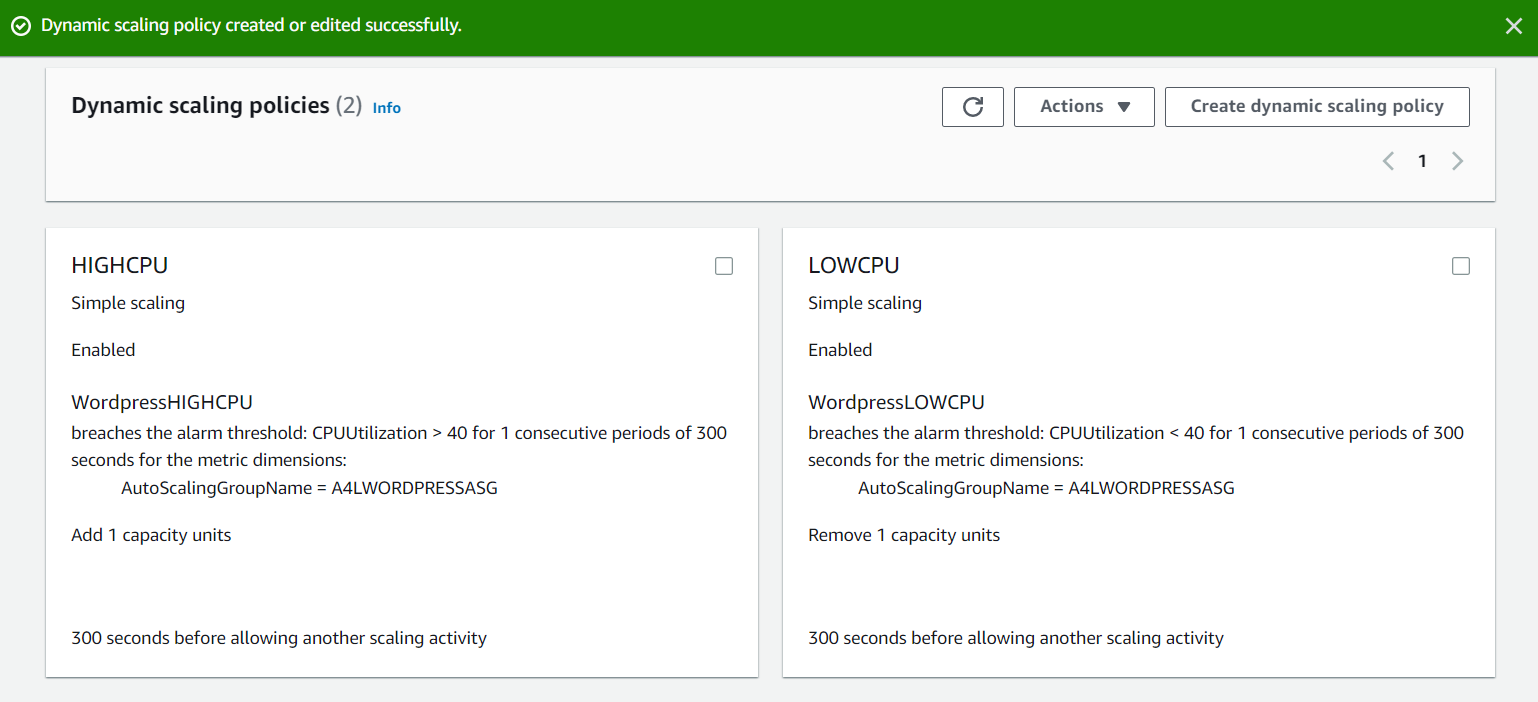 Dynamic scaling policy created or edited successfully.
Dynamic scaling policies (2) Info
Actions
Create dynamic scaling policy
1
HIGHCPU
Simple scaling
Enabled
WordpressHIGHCPU
breaches the alarm threshold: CPUUtilization > 40 for 1 consecutive periods of 300
seconds for the metric dimensions:
AutoScalingGroupName = A4LWORDPRESSASG
Add 1 capacity units
300 seconds before allowing another scaling activity
LOWCPU
Simple scaling
Enabled
WordpressLOWCPU
breaches the alarm threshold: CPUUtilization < 40 for 1 consecutive periods of 300
seconds for the metric dimensions:
AutoScalingGroupName = A4LWORDPRESSASG
Remove 1 capacity units
300 seconds before allowing another scaling activity